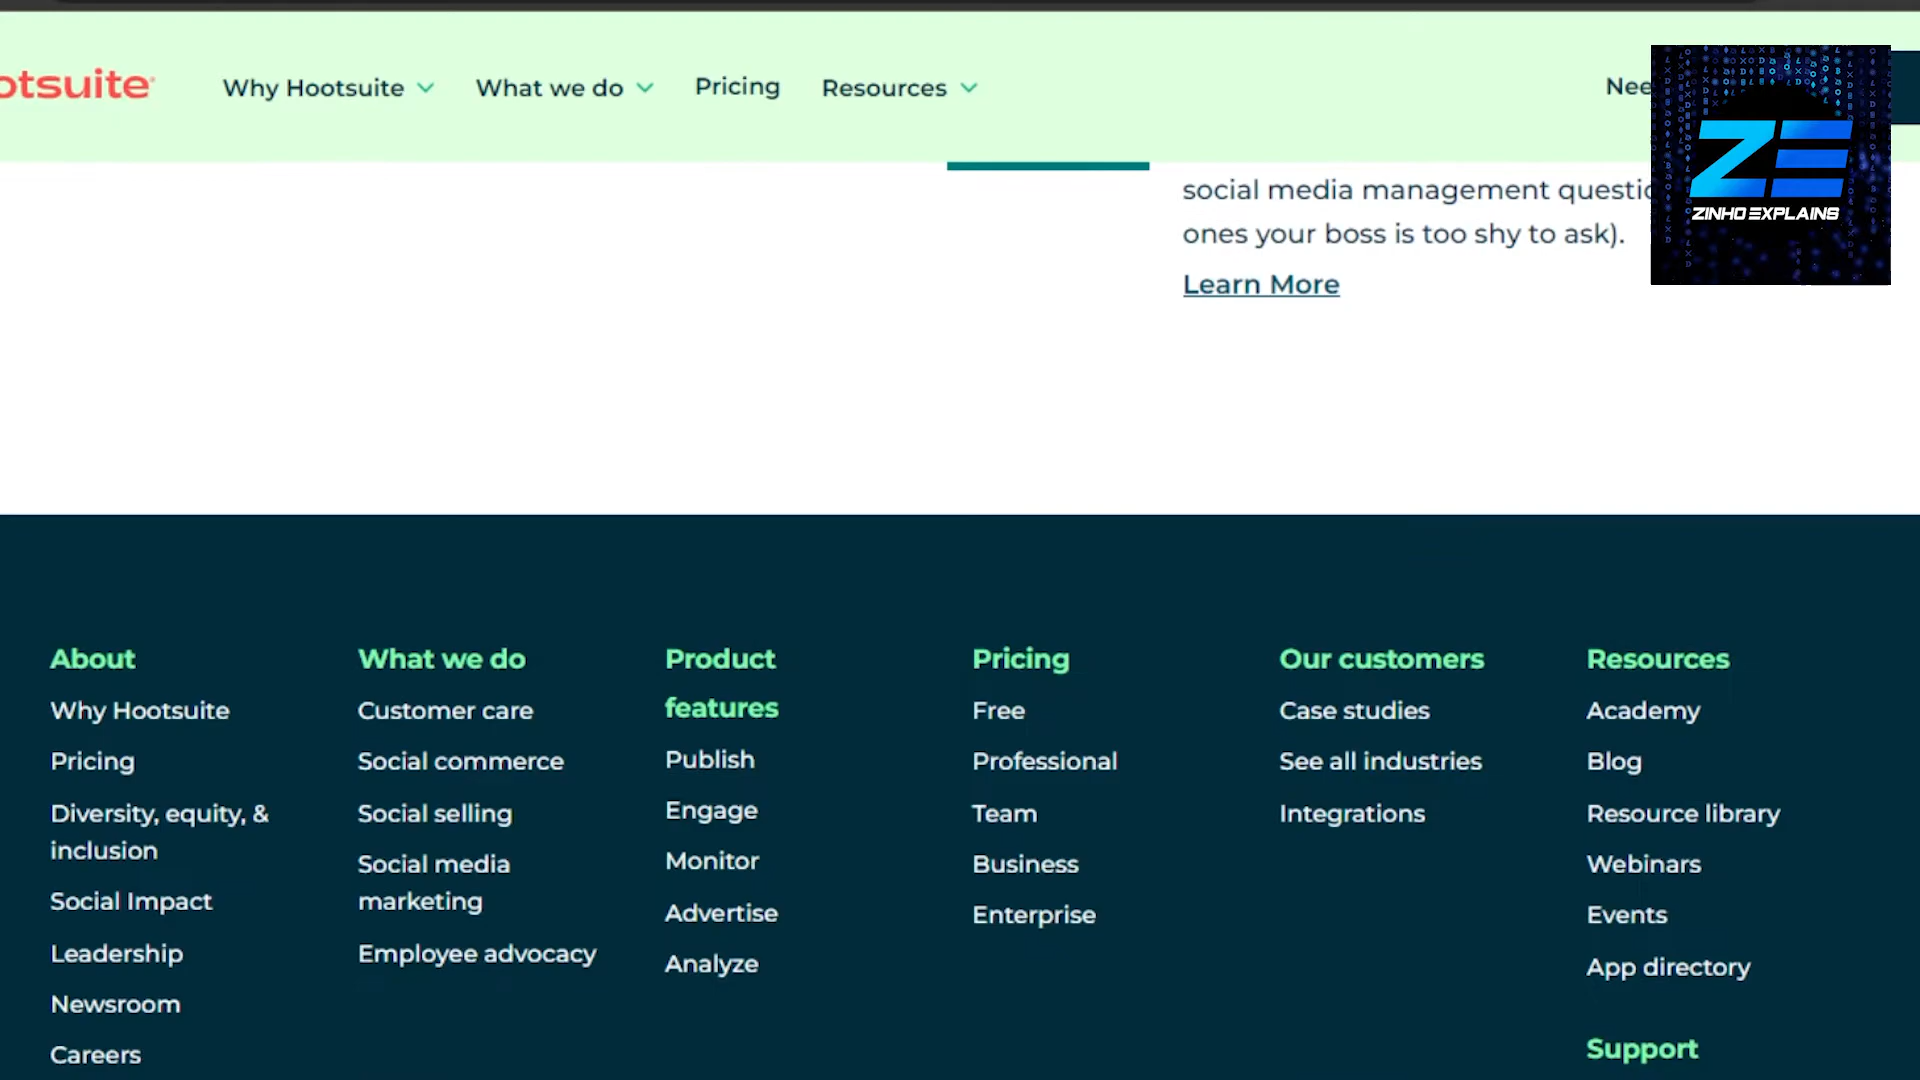 otsuite
Why Hootsuite
What we do
Pricing
Resources
Nee
ZE
ZINHO EXPLAINS
social media management questio
ones your boss is too shy to ask).
Learn More
About
Why Hootsuite
Pricing
Diversity, equity, &
inclusion
Social Impact
Leadership
Newsroom
Careers
What we do
Customer care
Social commerce
Social selling
Social media
marketing
Employee advocacy
Product
features
Publish
Engage
Monitor
Advertise
Analyze
Pricing
Free
Professional
Team
Business
Enterprise
Our customers
Case studies
See all industries
Integrations
Resources
Academy
Blog
Resource library
Webinars
Events
App directory
Support